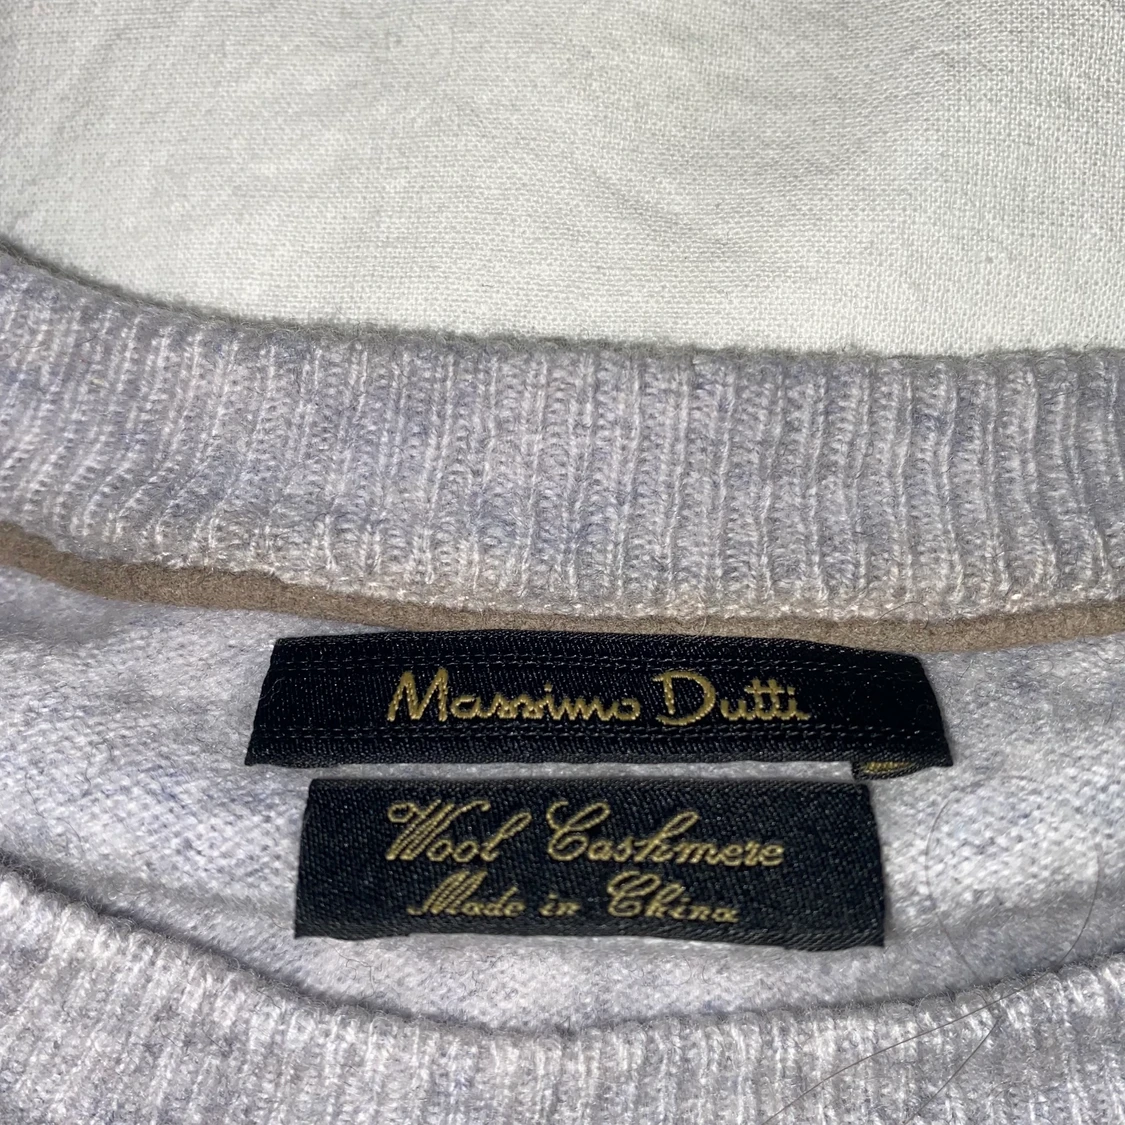 Massimo Dutti
Wool Cashmere
Made in China